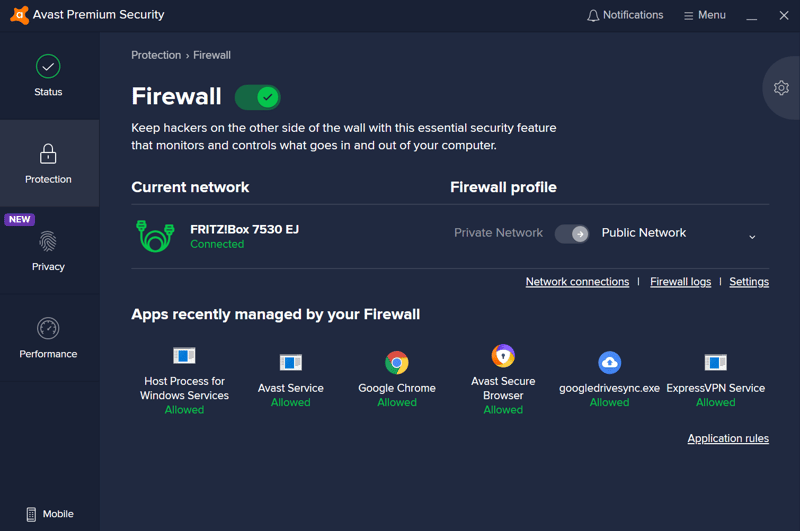 Avast Premium Security
Notifications
Menu
Status
Protection
NEW
Privacy
Performance
Mobile
Protection › Firewall
Firewall
Keep hackers on the other side of the wall with this essential security feature
that monitors and controls what goes in and out of your computer.
Current network
Firewall profile
FRITZ!Box 7530 EJ
Connected
Private Network
Public Network
Network connections | Firewall logs | Settings
Apps recently managed by your Firewall
Host Process for
Windows Services
Allowed
Avast Service
Allowed
Google Chrome
Allowed
Avast Secure
Browser
Allowed
googledrivesync.exe
Allowed
ExpressVPN Service
Allowed
Application rules